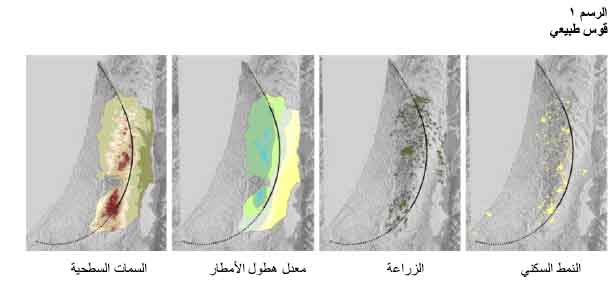 الرسم ١
قوس طبيعي
النمط السكني
الزراعة
معدل هطول الأمطار
السمات السطحية